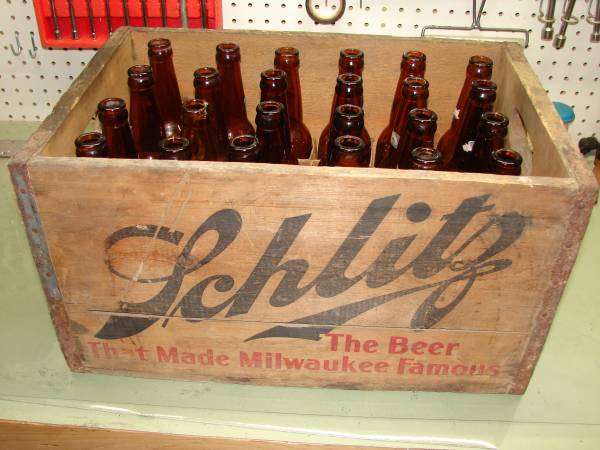 Schlitz
The Beer
That Made Milwaukee Famous